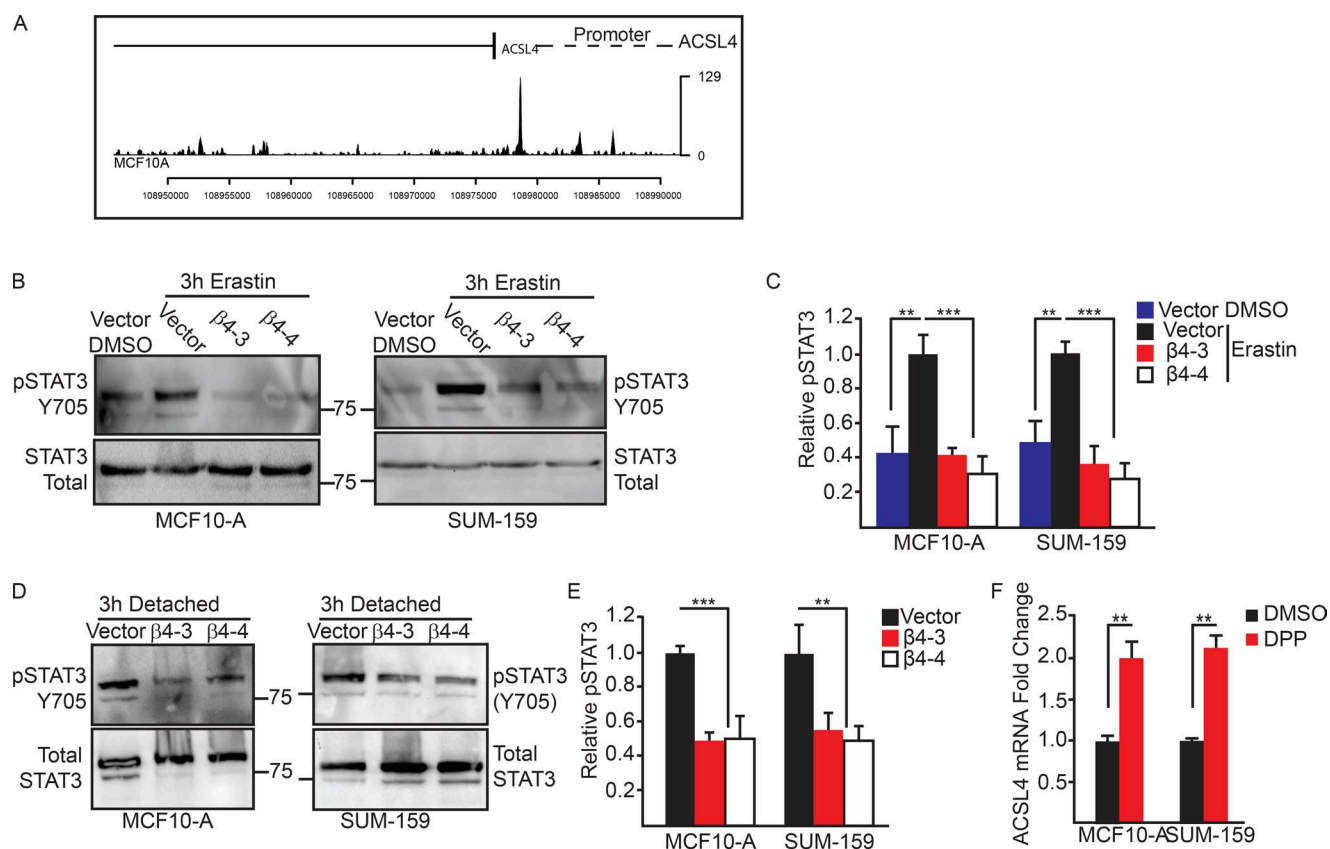 A
ACSL4
Promoter
ACSL4
129
0
MCF10A
108950000 108955000 108960000 108965000 108970000 108975000 108980000 108985000 108990000
B
3h Erastin
Vector DMSO
Vector
β4-3
β4-4
pSTAT3 Y705
STAT3 Total
75
MCF10-A
3h Erastin
Vector DMSO
Vector
β4-3
β4-4
75
pSTAT3 Y705
STAT3 Total
75
SUM-159
C
Relative pSTAT3
1.2
1.0
0.8
0.6
0.4
0.2
** ***
** ***
MCF10-A
SUM-159
Vector DMSO
Vector
β4-3
β4-4
Erastin
D
3h Detached
Vector β4-3 β4-4
pSTAT3 Y705
Total STAT3
75
75
MCF10-A
3h Detached
Vector β4-3 β4-4
pSTAT3 (Y705)
Total STAT3
SUM-159
E
Relative pSTAT3
1.2
1.0
0.8
0.6
0.4
0.2
***
**
MCF10-A
SUM-159
Vector
β4-3
β4-4
F
ACSL4 mRNA Fold Change
2.5
2.0
1.5
1.0
0.5
**
**
MCF10-A
SUM-159
DMSO
DPP